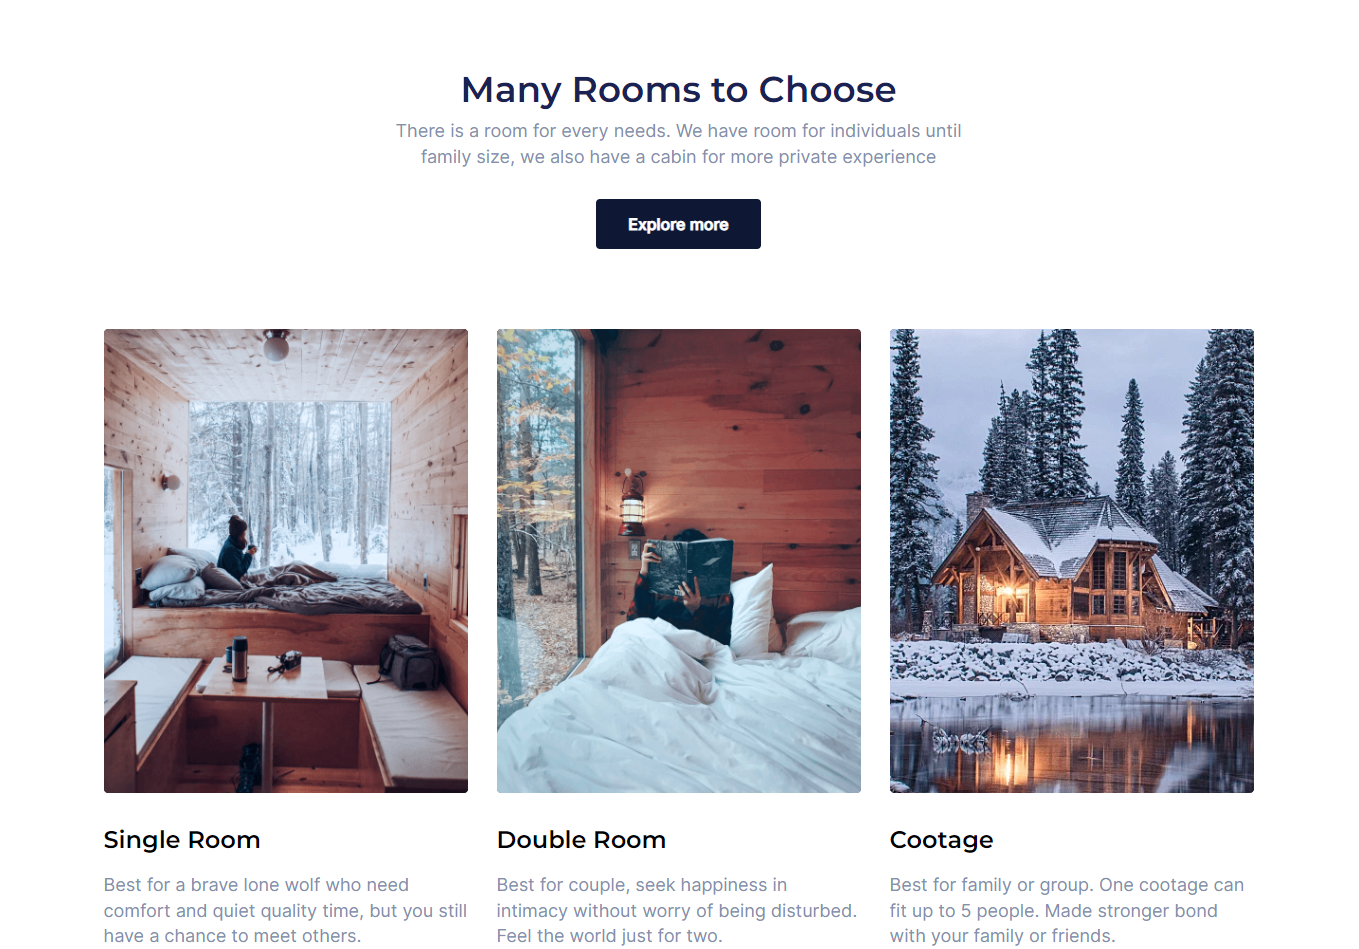 Many Rooms to Choose
There is a room for every needs. We have room for individuals until
family size, we also have a cabin for more private experience
Explore more
Single Room
Best for a brave lone wolf who need
comfort and quiet quality time, but you still
have a chance to meet others.
Double Room
Best for couple, seek happiness in
intimacy without worry of being disturbed.
Feel the world just for two.
Cootage
Best for family or group. One cootage can
fit up to 5 people. Made stronger bond
with your family or friends.